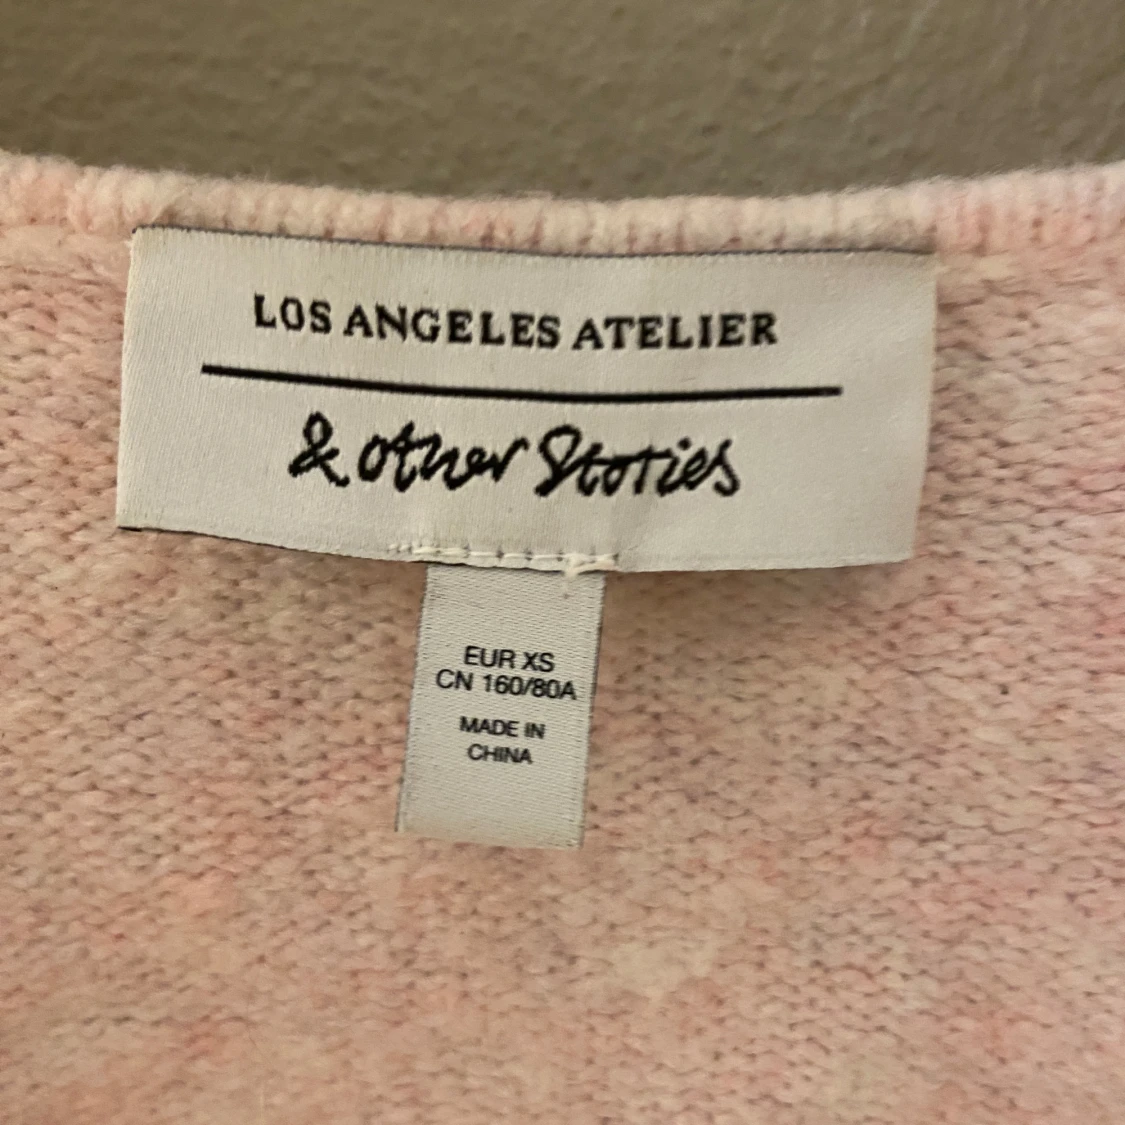 LOS ANGELES ATELIER
& other Stories
EUR XS
CN 160/80A
MADE IN
CHINA